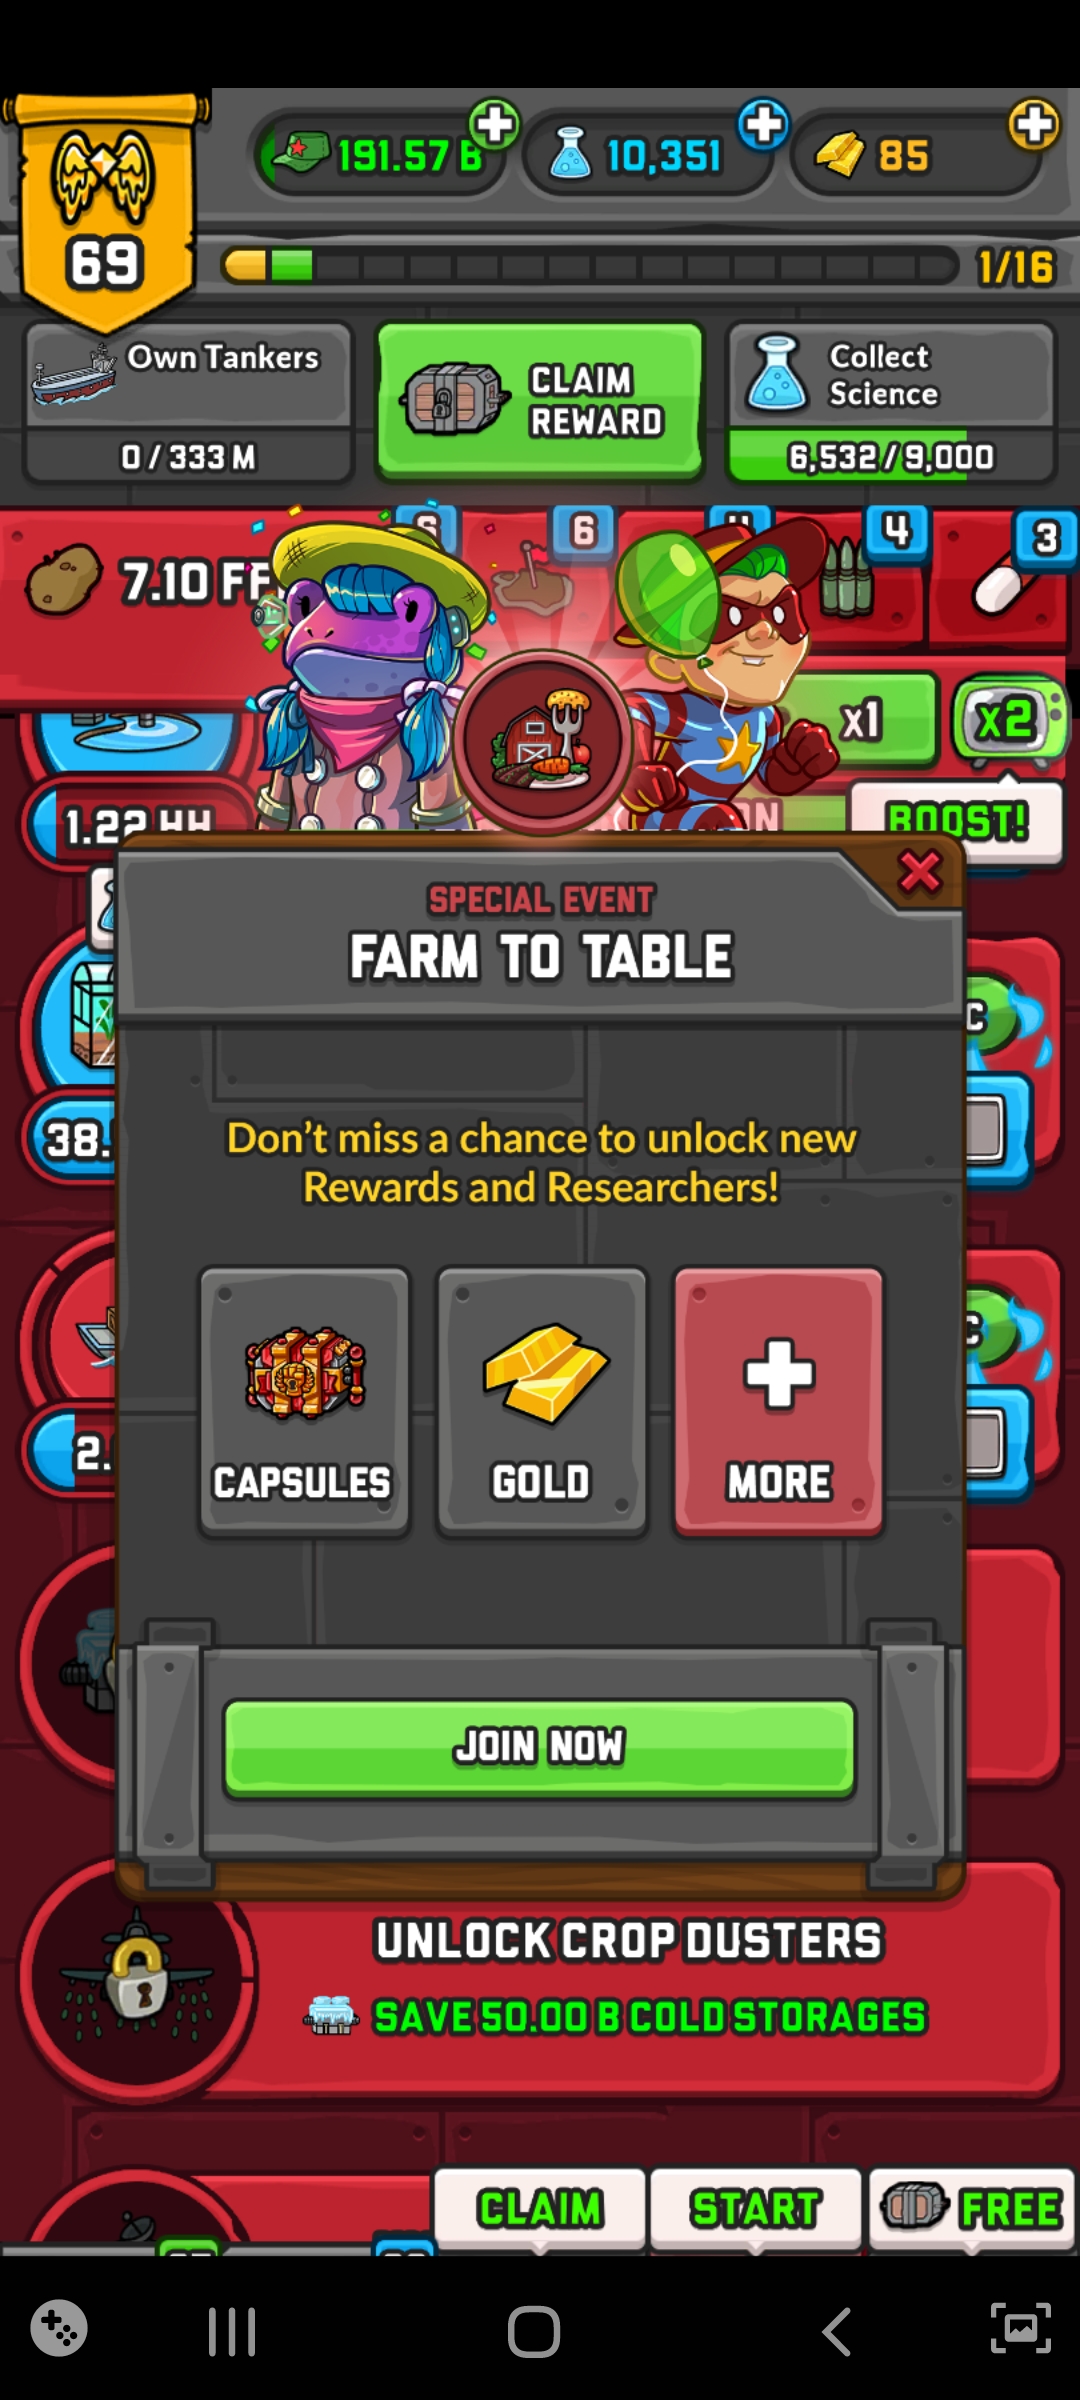 191.57 B
10,351
85
69
1/16
Own Tankers
0 / 333 M
CLAIM
REWARD
Collect
Science
6,532 / 9,000
7.10 FF
6
4
3
x1
x2
BOOST!
1.22 HH
SPECIAL EVENT
FARM TO TABLE
38.
Don't miss a chance to unlock new
Rewards and Researchers!
2.
CAPSULES
GOLD
MORE
JOIN NOW
UNLOCK CROP DUSTERS
SAVE 50.00 B COLD STORAGES
CLAIM
START
FREE